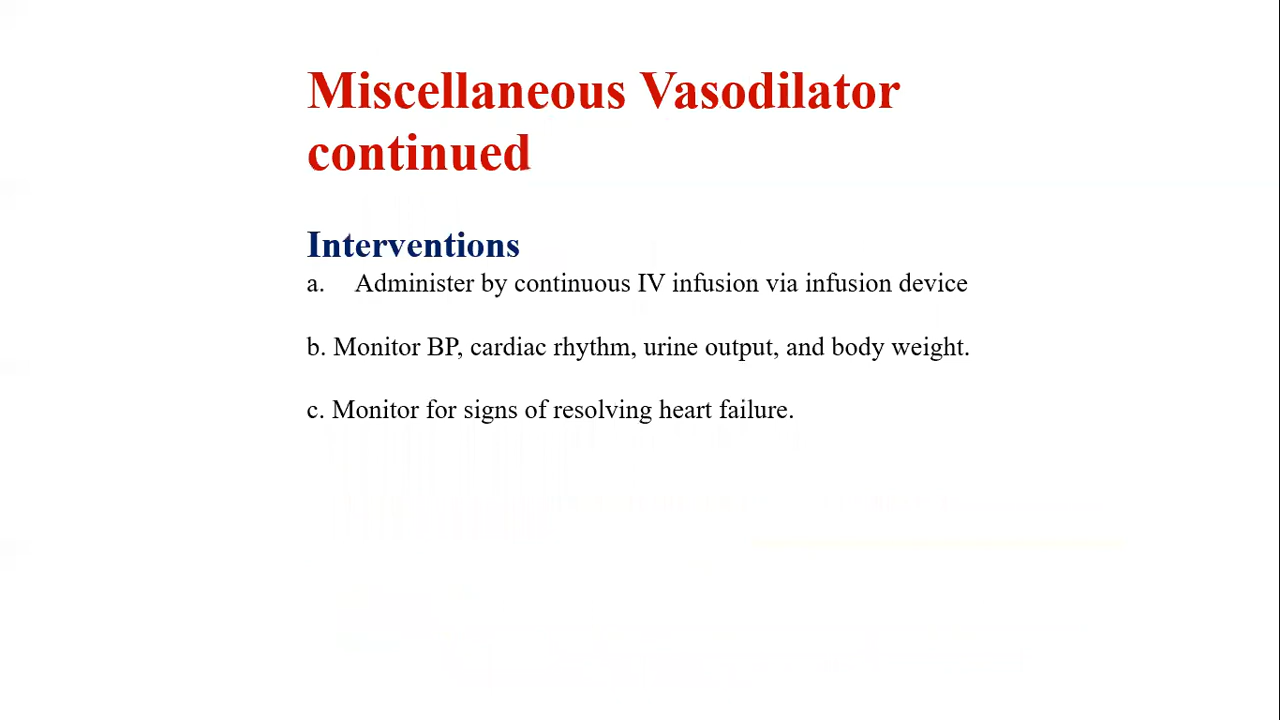 Miscellaneous Vasodilator
continued
Interventions
a. Administer by continuous IV infusion via infusion device
b. Monitor BP, cardiac rhythm, urine output, and body weight.
c. Monitor for signs of resolving heart failure.